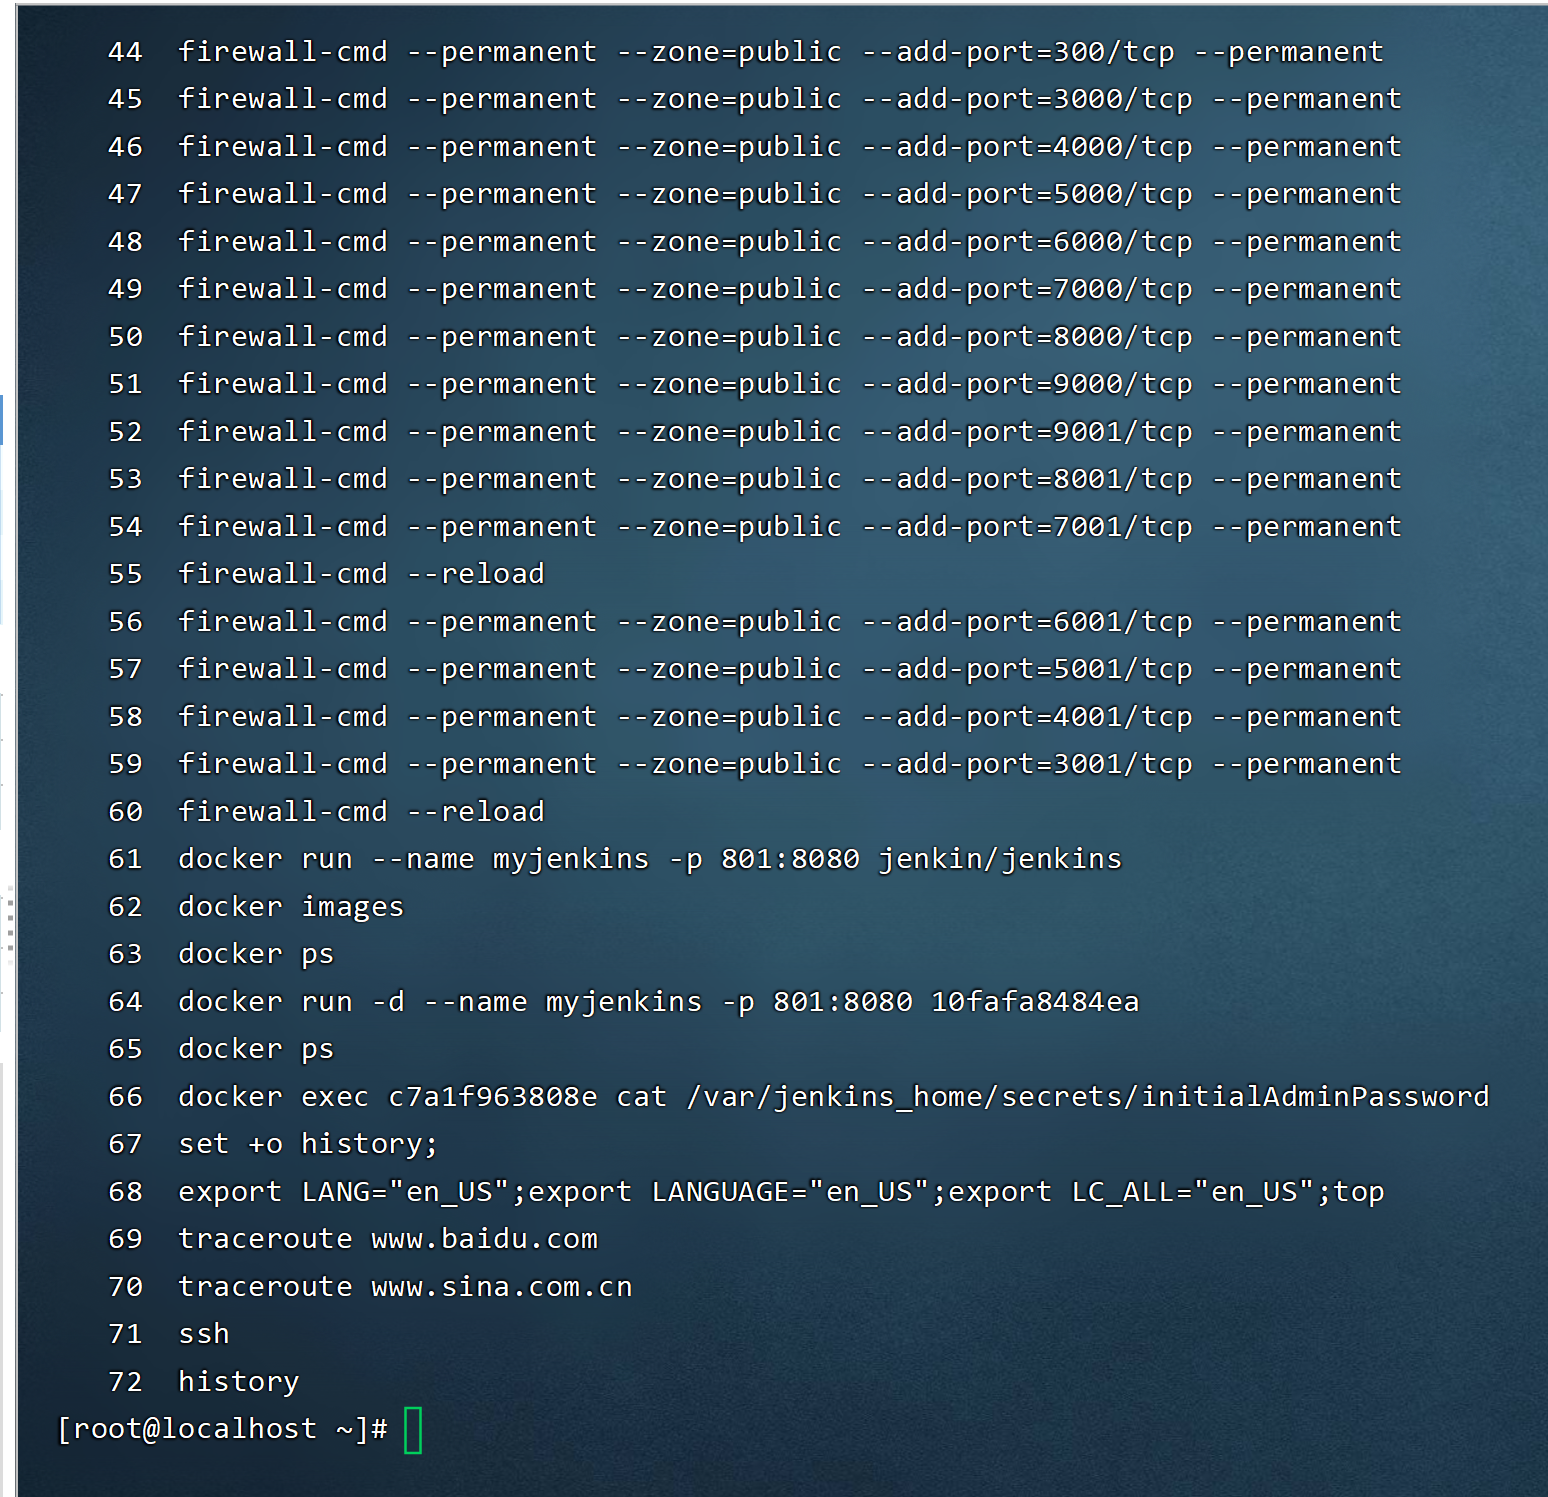 44 firewall-cmd --permanent --zone=public --add-port=300/tcp --permanent
45 firewall-cmd --permanent --zone=public --add-port=3000/tcp --permanent
46 firewall-cmd --permanent --zone=public --add-port=4000/tcp --permanent
47 firewall-cmd --permanent --zone=public --add-port=5000/tcp --permanent
48 firewall-cmd --permanent --zone=public --add-port=6000/tcp --permanent
49 firewall-cmd --permanent --zone=public --add-port=7000/tcp --permanent
50 firewall-cmd --permanent --zone=public --add-port=8000/tcp --permanent
51 firewall-cmd --permanent --zone=public --add-port=9000/tcp --permanent
52 firewall-cmd --permanent --zone=public --add-port=9001/tcp --permanent
53 firewall-cmd --permanent --zone=public --add-port=8001/tcp --permanent
54 firewall-cmd --permanent --zone=public --add-port=7001/tcp --permanent
55 firewall-cmd --reload
56 firewall-cmd --permanent --zone=public --add-port=6001/tcp --permanent
57 firewall-cmd --permanent --zone=public --add-port=5001/tcp --permanent
58 firewall-cmd --permanent --zone=public --add-port=4001/tcp --permanent
59 firewall-cmd --permanent --zone=public --add-port=3001/tcp --permanent
60 firewall-cmd --reload
61 docker run --name myjenkins -p 801:8080 jenkin/jenkins
62 docker images
63 docker ps
64 docker run -d --name myjenkins -p 801:8080 10fafa8484ea
65 docker ps
66 docker exec c7a1f963808e cat /var/jenkins_home/secrets/initialAdminPassword
67 set +o history;
68 export LANG="en_US";export LANGUAGE="en_US";export LC_ALL="en_US";top
69 traceroute www.baidu.com
70 traceroute www.sina.com.cn
71 ssh
72 history
[root@localhost ~]#